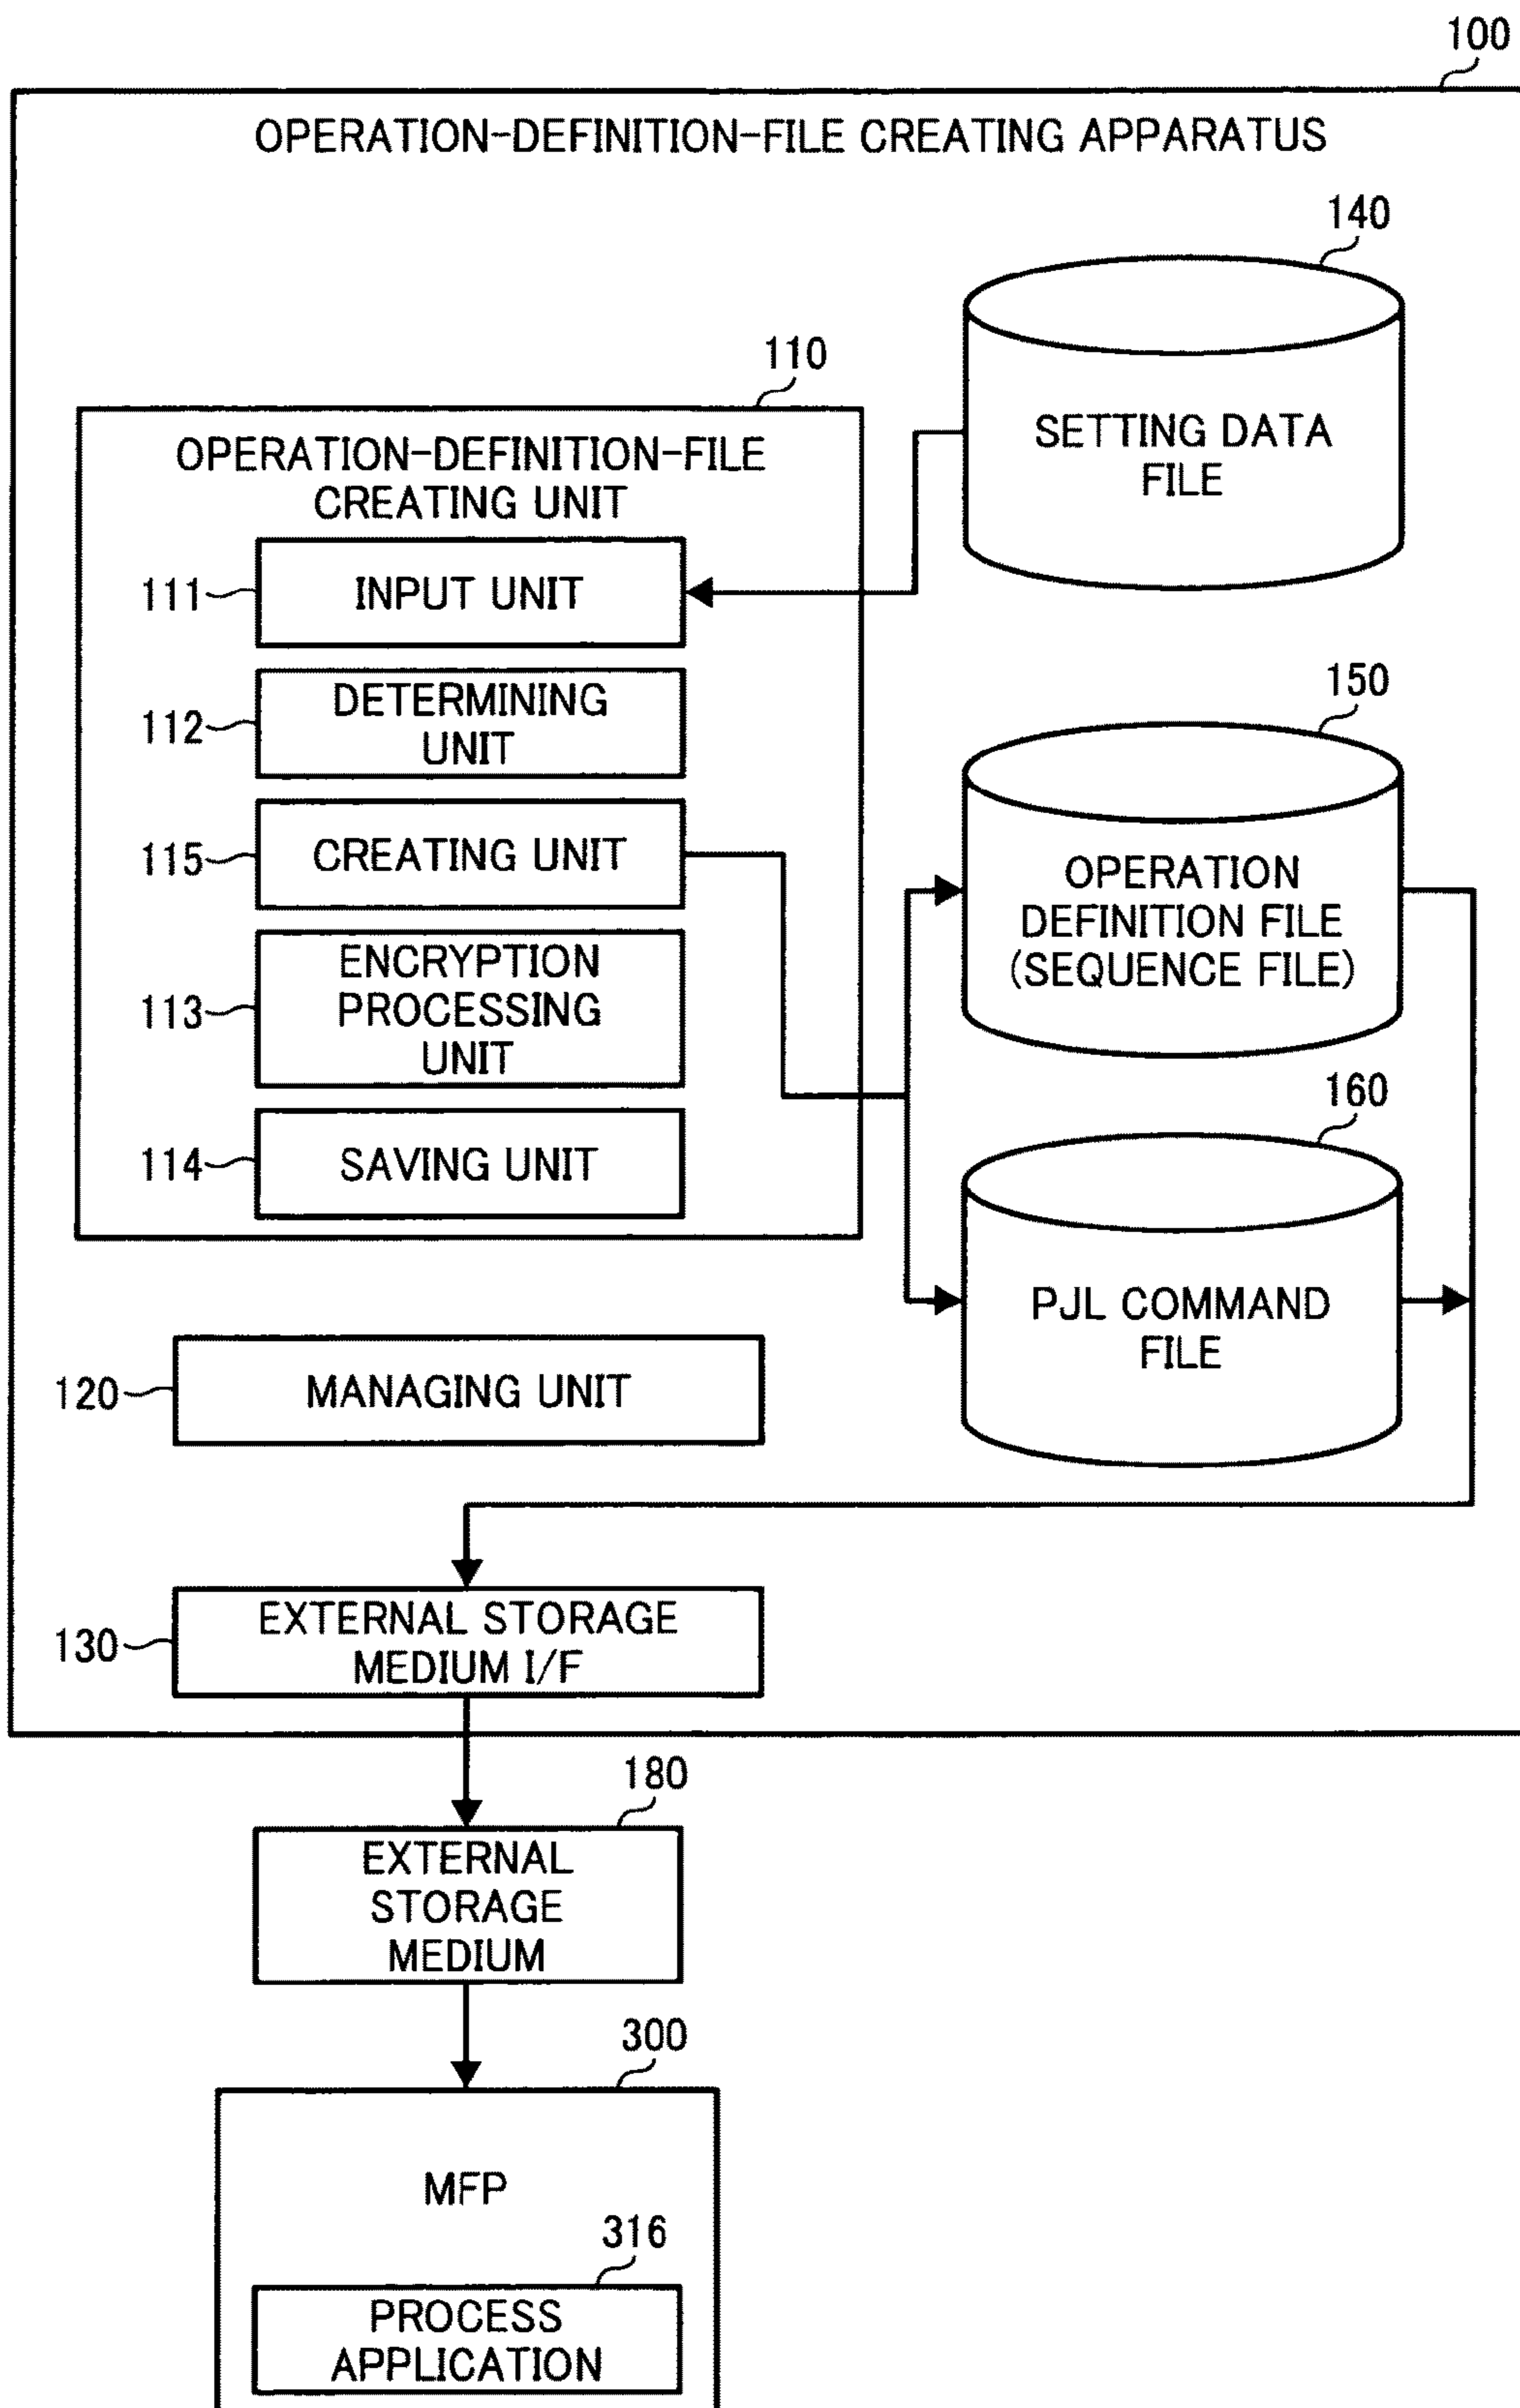 100
OPERATION-DEFINITION-FILE CREATING APPARATUS
140
SETTING DATA
FILE
110
OPERATION-DEFINITION-FILE
CREATING UNIT
111
INPUT UNIT
112
DETERMINING
UNIT
115
CREATING UNIT
113
ENCRYPTION
PROCESSING
UNIT
114
SAVING UNIT
150
OPERATION
DEFINITION FILE
(SEQUENCE FILE)
160
PJL COMMAND
FILE
120
MANAGING UNIT
130
EXTERNAL STORAGE
MEDIUM I/F
180
EXTERNAL
STORAGE
MEDIUM
300
MFP
316
PROCESS
APPLICATION